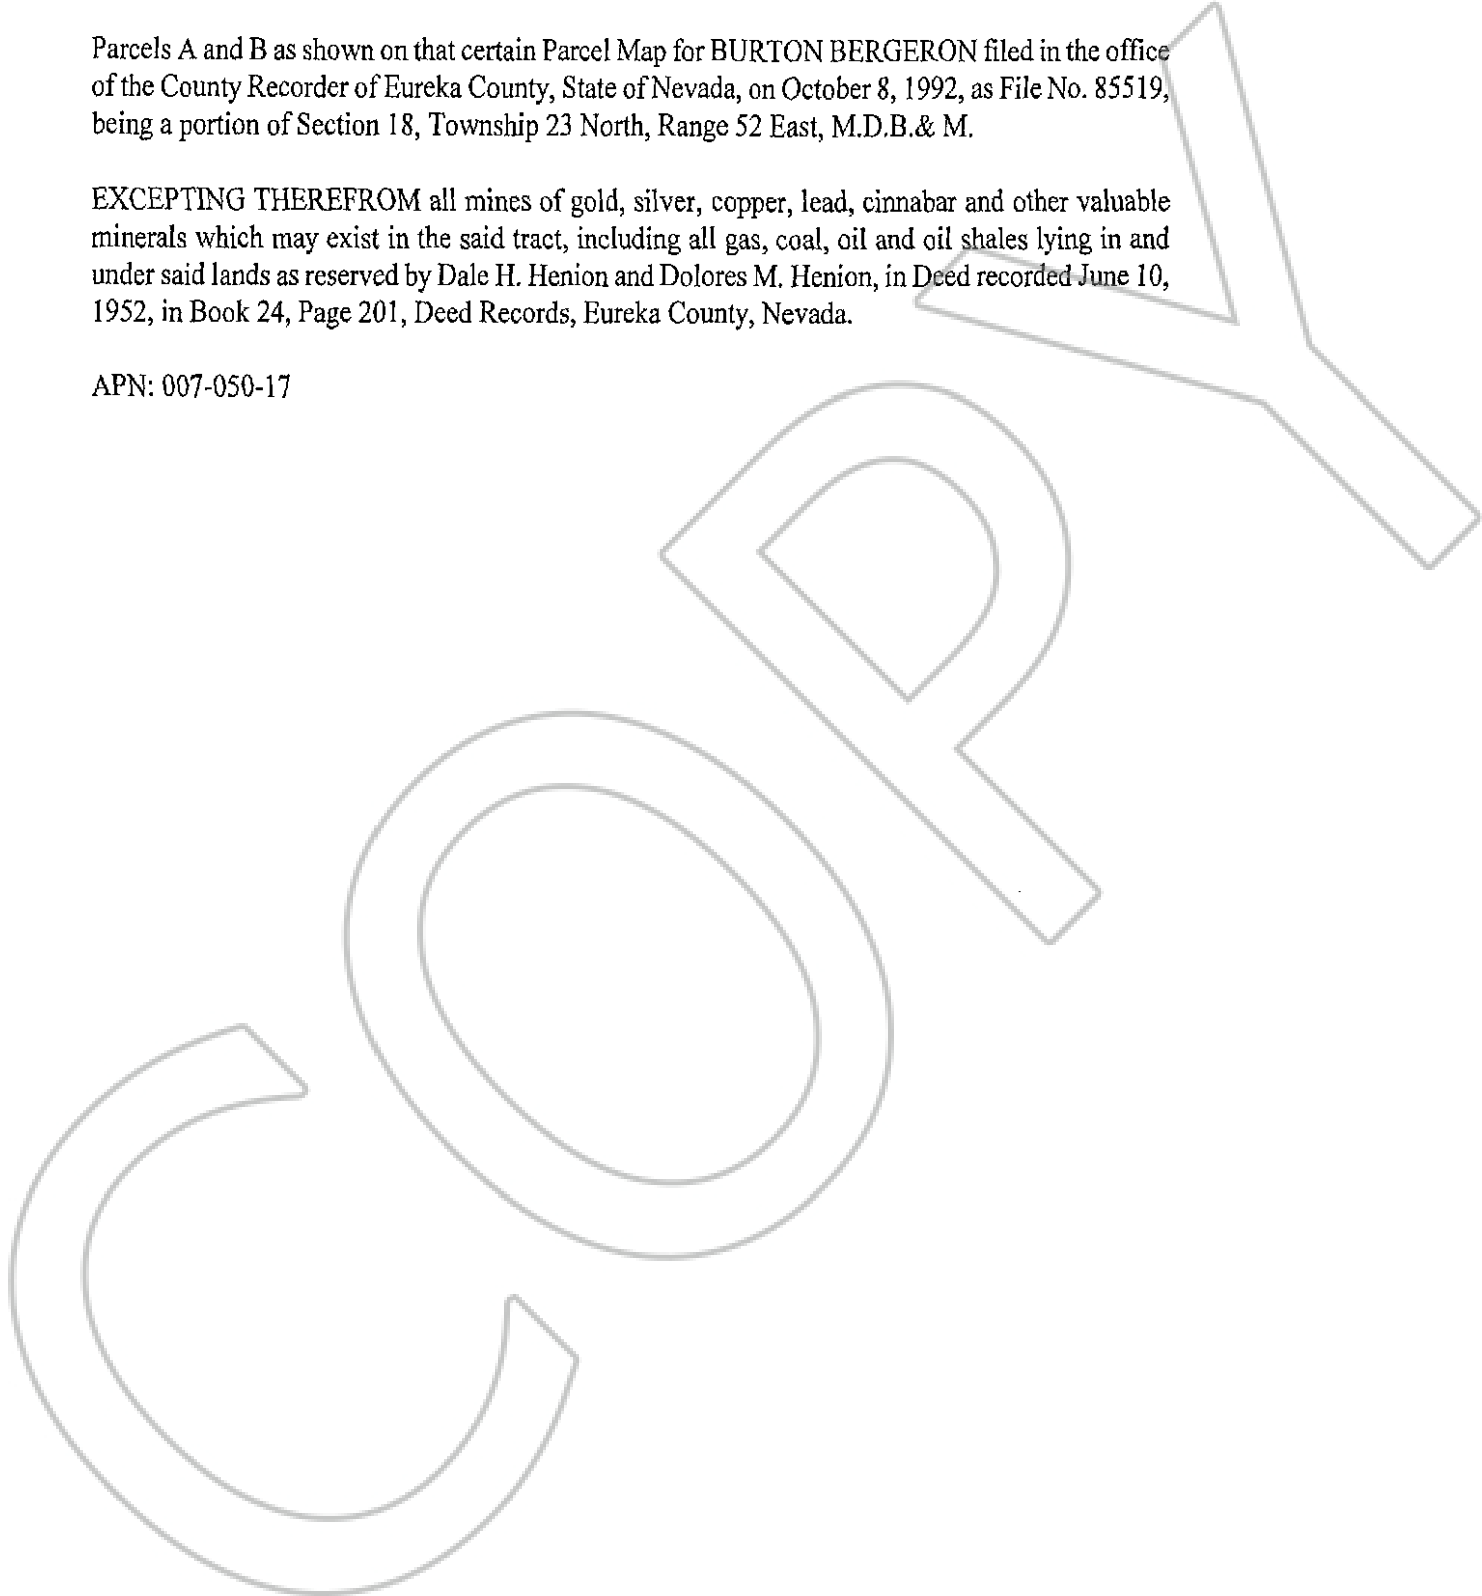 Parcels A and B as shown on that certain Parcel Map for BURTON BERGERON filed in the office
of the County Recorder of Eureka County, State of Nevada, on October 8, 1992, as File No. 85519,
being a portion of Section 18, Township 23 North, Range 52 East, M.D.B.& M.
EXCEPTING THEREFROM all mines of gold, silver, copper, lead, cinnabar and other valuable
minerals which may exist in the said tract, including all gas, coal, oil and oil shales lying in and
under said lands as reserved by Dale H. Henion and Dolores M. Henion, in Deed recorded June 10,
1952, in Book 24, Page 201, Deed Records, Eureka County, Nevada.
APN: 007-050-17
COPY